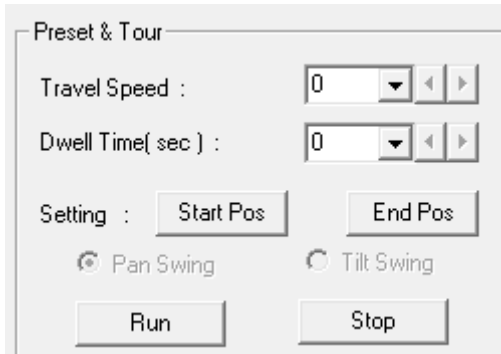 Preset & Tour
Travel Speed : 0
Dwell Time( sec ) : 0
Setting : Start Pos End Pos
Pan Swing Tilt Swing
Run Stop